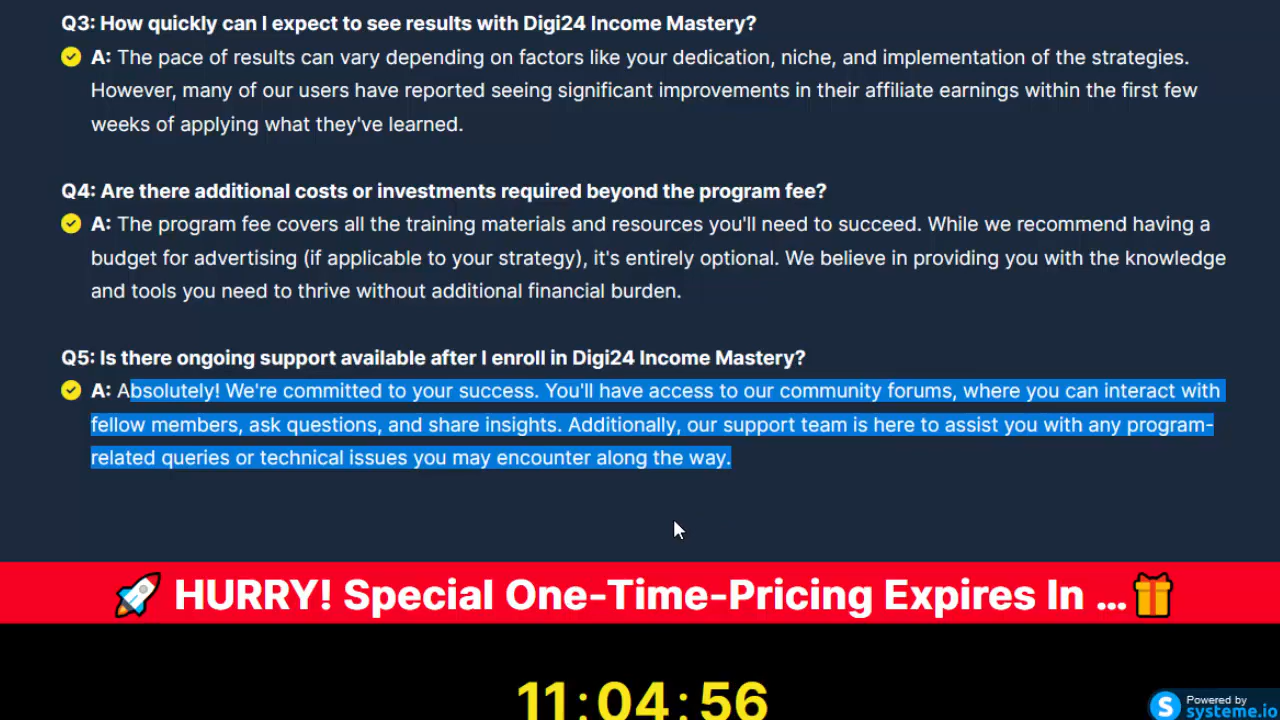 Q3: How quickly can I expect to see results with Digi24 Income Mastery?
A: The pace of results can vary depending on factors like your dedication, niche, and implementation of the strategies.
However, many of our users have reported seeing significant improvements in their affiliate earnings within the first few
weeks of applying what they've learned.
Q4: Are there additional costs or investments required beyond the program fee?
A: The program fee covers all the training materials and resources you'll need to succeed. While we recommend having a
budget for advertising (if applicable to your strategy), it's entirely optional. We believe in providing you with the knowledge
and tools you need to thrive without additional financial burden.
Q5: Is there ongoing support available after I enroll in Digi24 Income Mastery?
A: Absolutely! We're committed to your success. You'll have access to our community forums, where you can interact with
fellow members, ask questions, and share insights. Additionally, our support team is here to assist you with any program-
related queries or technical issues you may encounter along the way.
🚀 HURRY! Special One-Time-Pricing Expires In ...🎁
11:04:56
Powered by
systeme.io